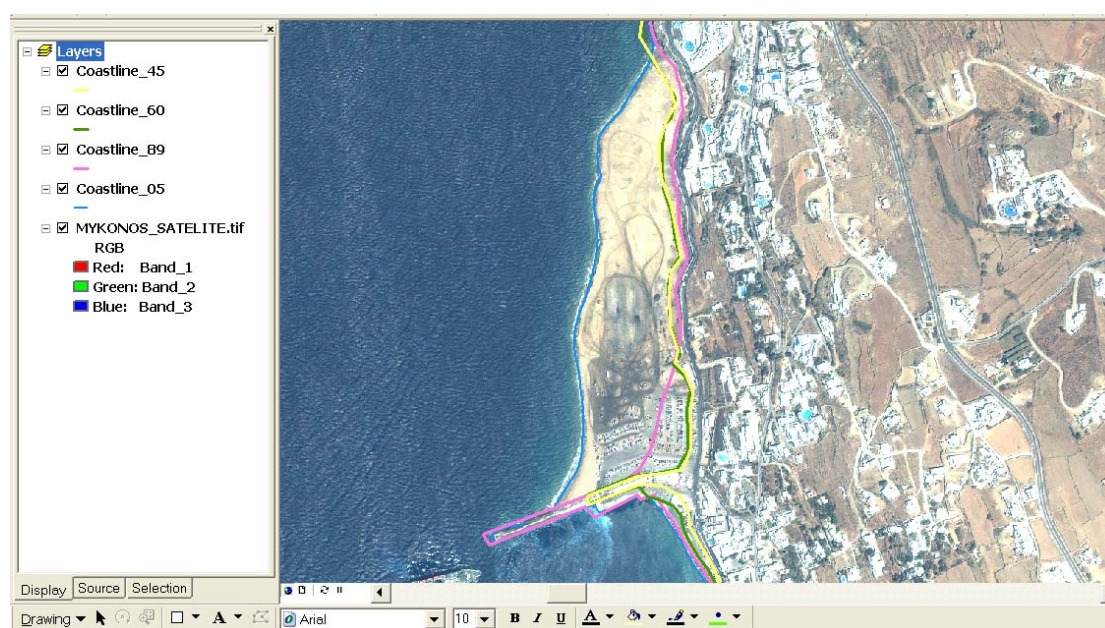 Layers
Coastline_45
Coastline_60
Coastline_89
Coastline_05
MYKONOS_SATELITE.tif
RGB
Red: Band_1
Green: Band_2
Blue: Band_3
Display Source Selection
Drawing A Arial 10 B I U A